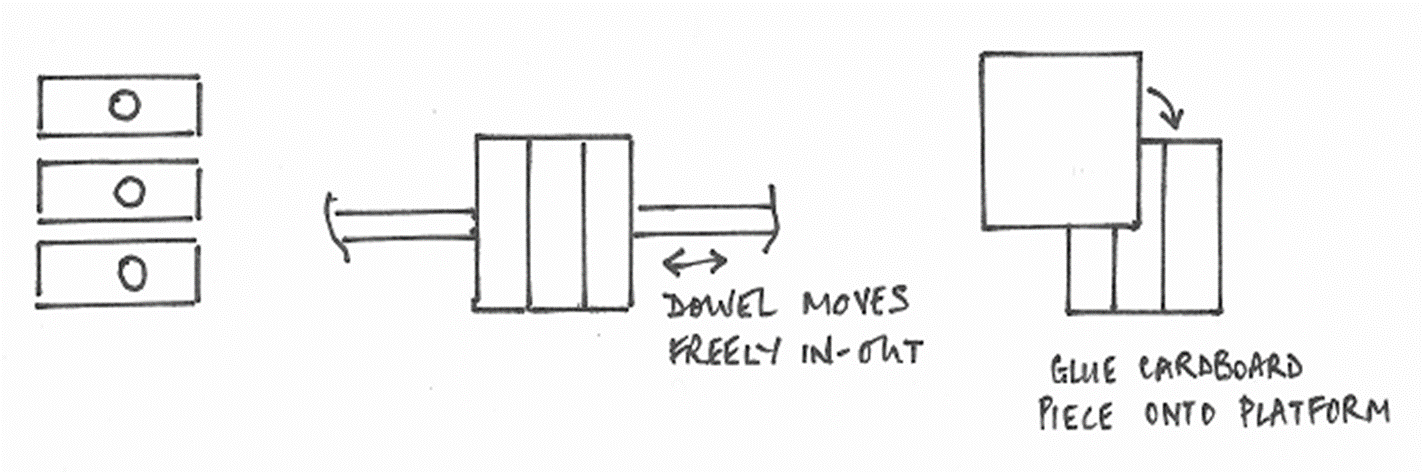 DOWEL MOVES
FREELY IN-OUT
GLUE CARDBOARD
PIECE ONTO PLATFORM